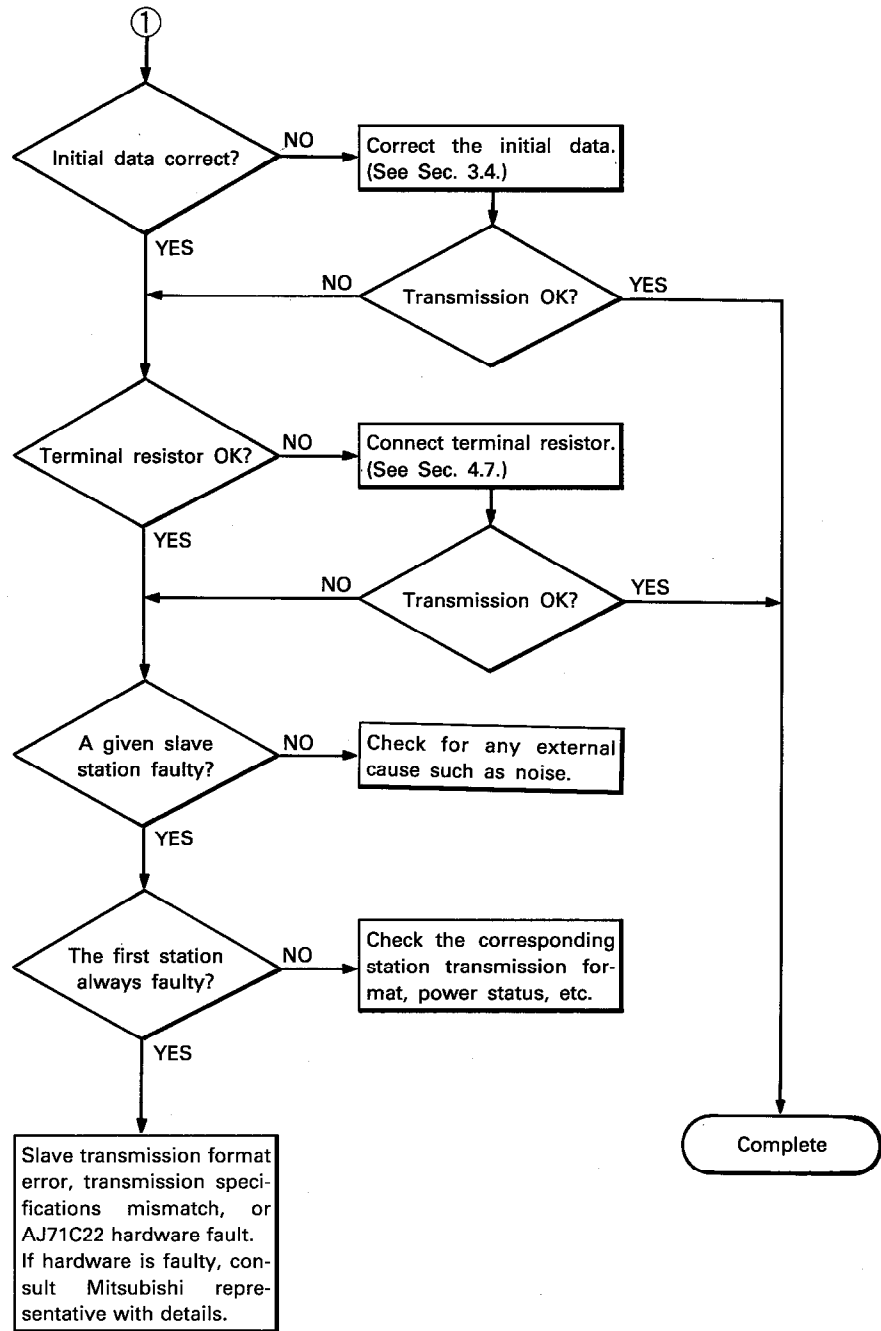 1
Initial data correct?
NO
Correct the initial data.
(See Sec. 3.4.)
YES
NO
Transmission OK?
YES
Terminal resistor OK?
NO
Connect terminal resistor.
(See Sec. 4.7.)
YES
NO
Transmission OK?
YES
A given slave
station faulty?
NO
Check for any external
cause such as noise.
YES
The first station
always faulty?
NO
Check the corresponding
station transmission for-
mat, power status, etc.
YES
Slave transmission format
error, transmission speci-
fications mismatch, or
AJ71C22 hardware fault.
If hardware is faulty, con-
sult Mitsubishi repre-
sentative with details.
Complete